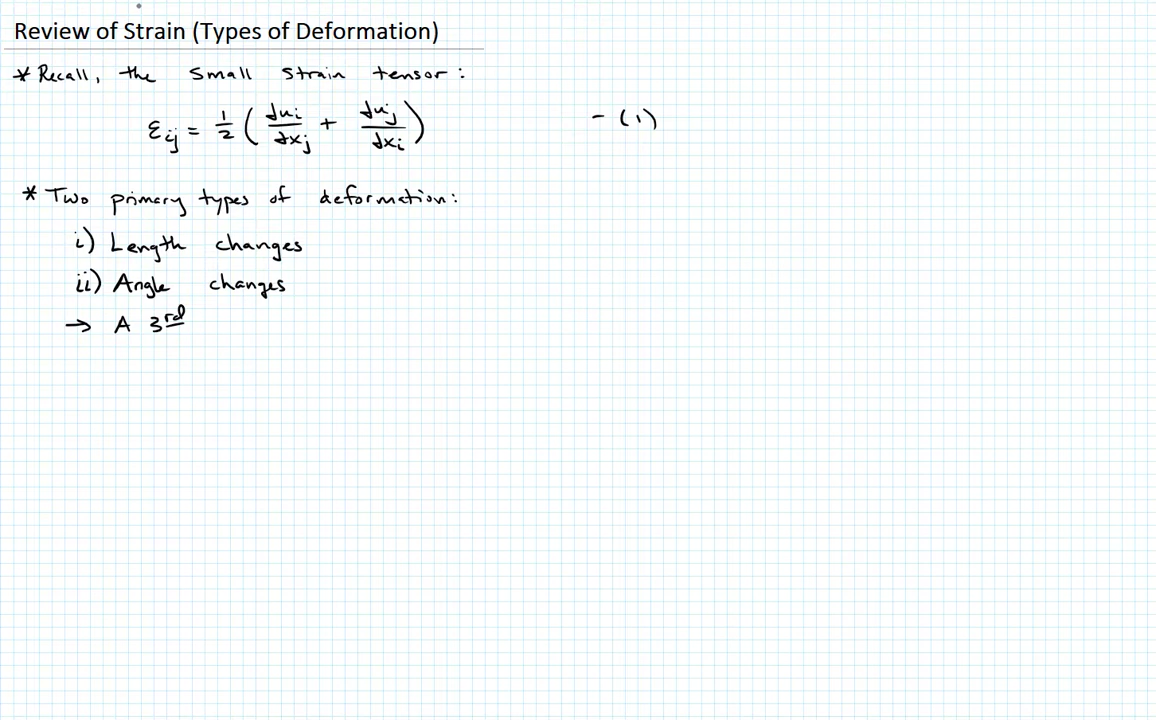 Review of Strain (Types of Deformation)
* Recall, the small strain tensor:
εij = 1/2 (∂ui/∂xj + ∂uj/∂xi) - (1)
* Two primary types of deformation:
i) Length changes
ii) Angle changes
→ A 3rd